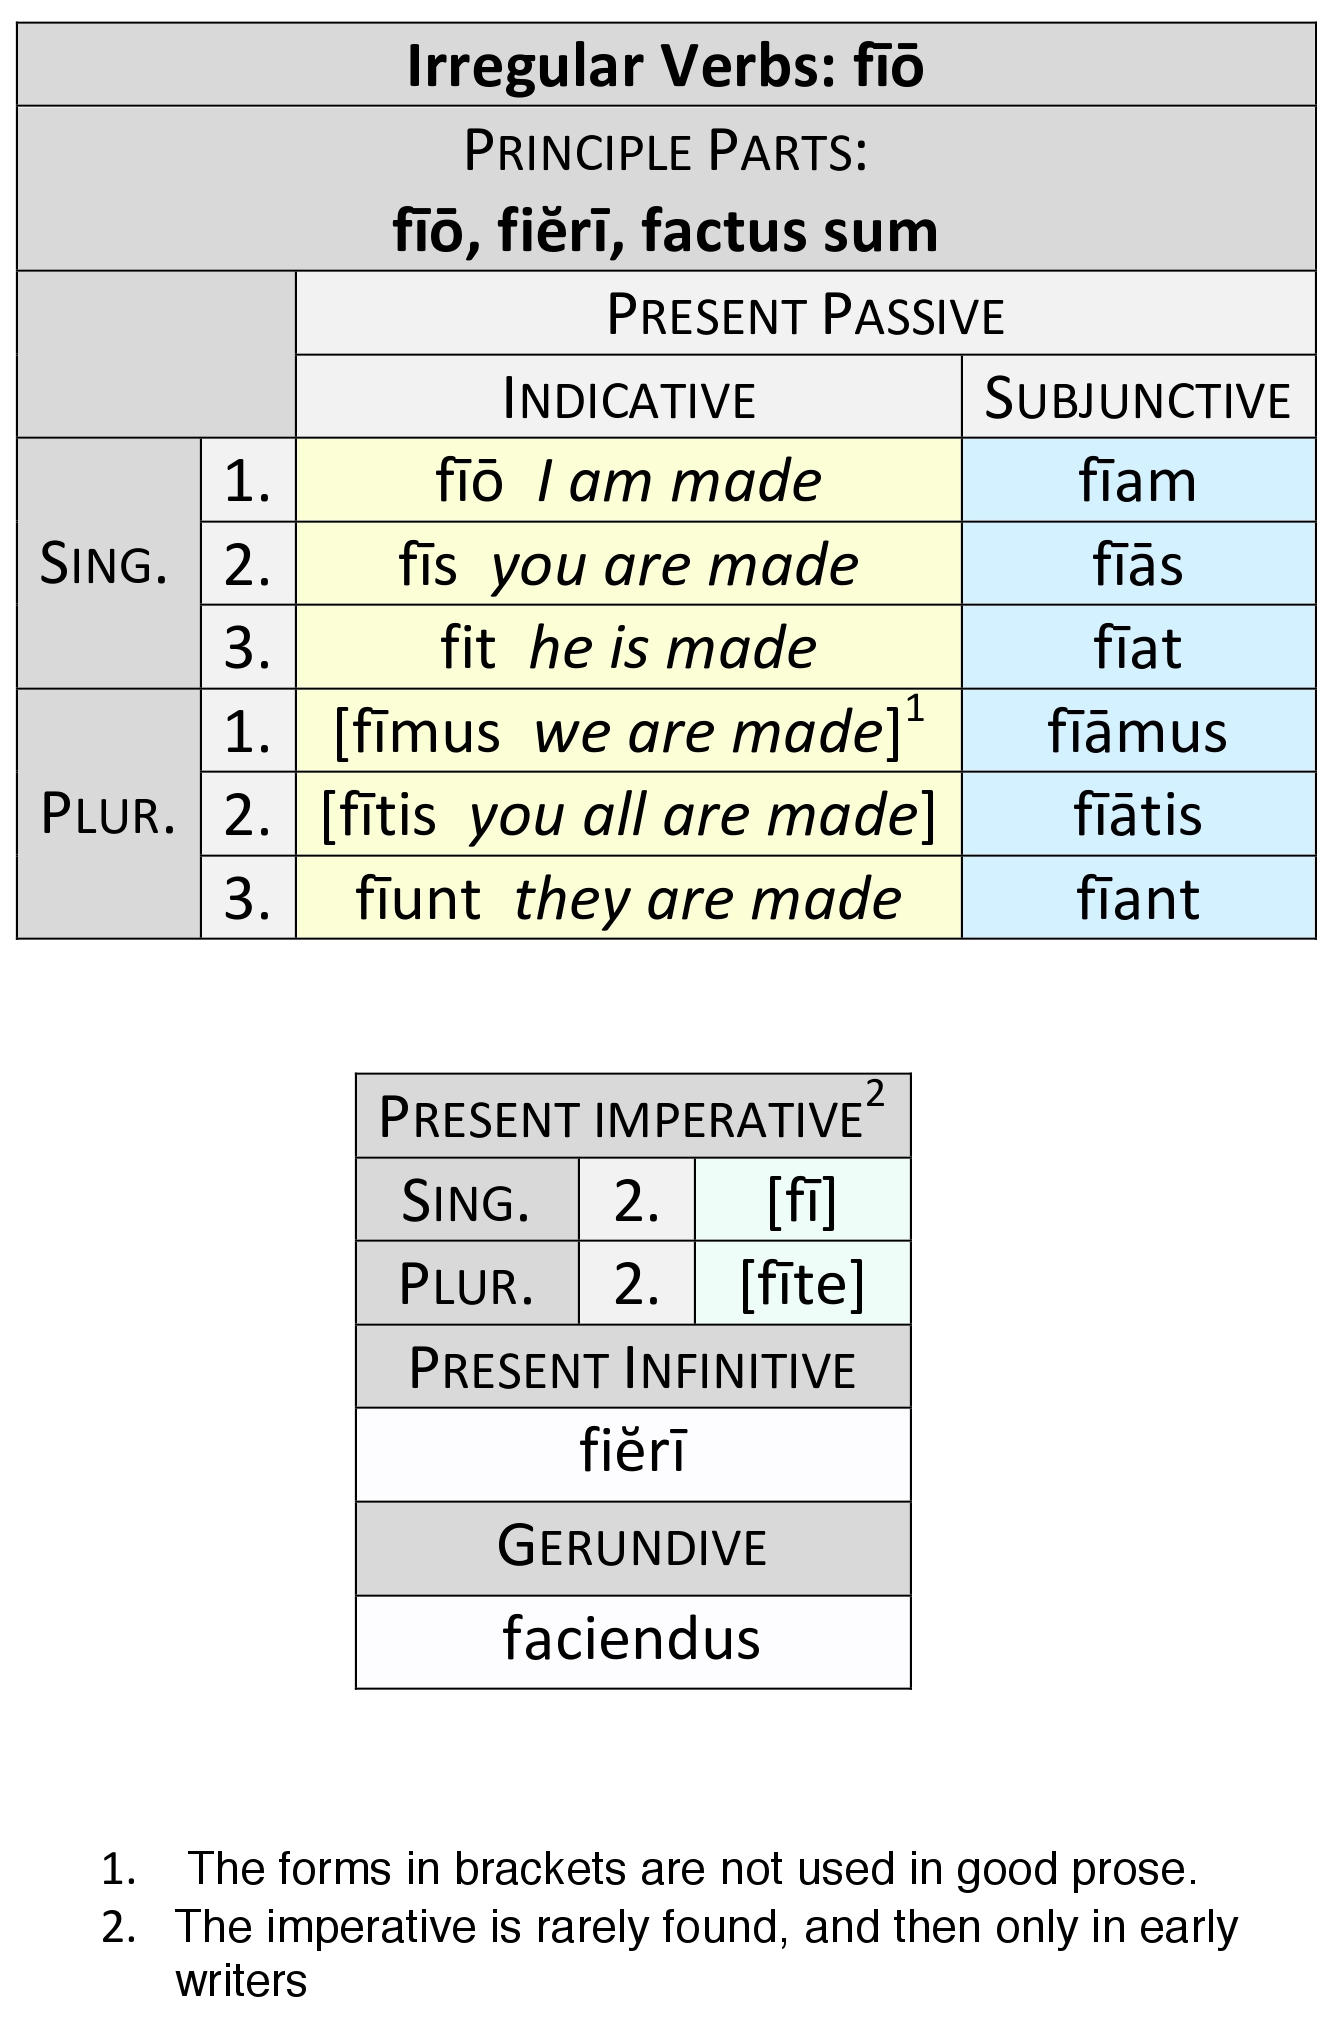 Irregular Verbs: fīō
PRINCIPLE PARTS:
fīō, fiĕrī, factus sum
PRESENT PASSIVE
INDICATIVE SUBJUNCTIVE
SING. 1. fīō I am made fīam
2. fīs you are made fīās
3. fit he is made fīat
PLUR. 1. [fīmus we are made]¹ fīāmus
2. [fītis you all are made] fīātis
3. fīunt they are made fīant
PRESENT IMPERATIVE²
SING. 2. [fī]
PLUR. 2. [fīte]
PRESENT INFINITIVE
fiĕrī
GERUNDIVE
faciendus
1. The forms in brackets are not used in good prose.
2. The imperative is rarely found, and then only in early
writers